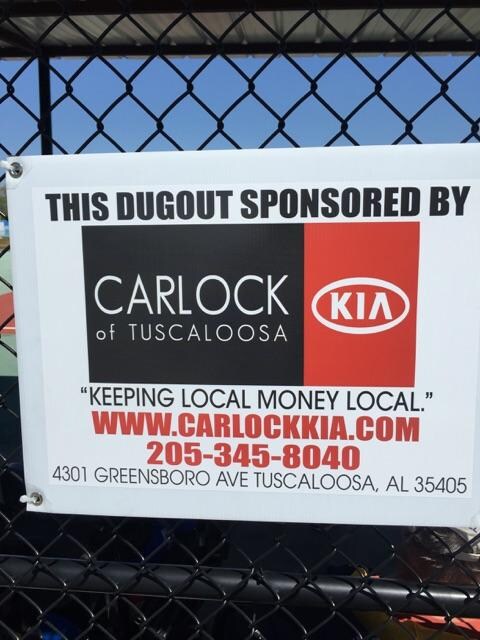 THIS DUGOUT SPONSORED BY
CARLOCK
of TUSCALOOSA
KIA
"KEEPING LOCAL MONEY LOCAL."
WWW.CARLOCKKIA.COM
205-345-8040
4301 GREENSBORO AVE TUSCALOOSA, AL 35405